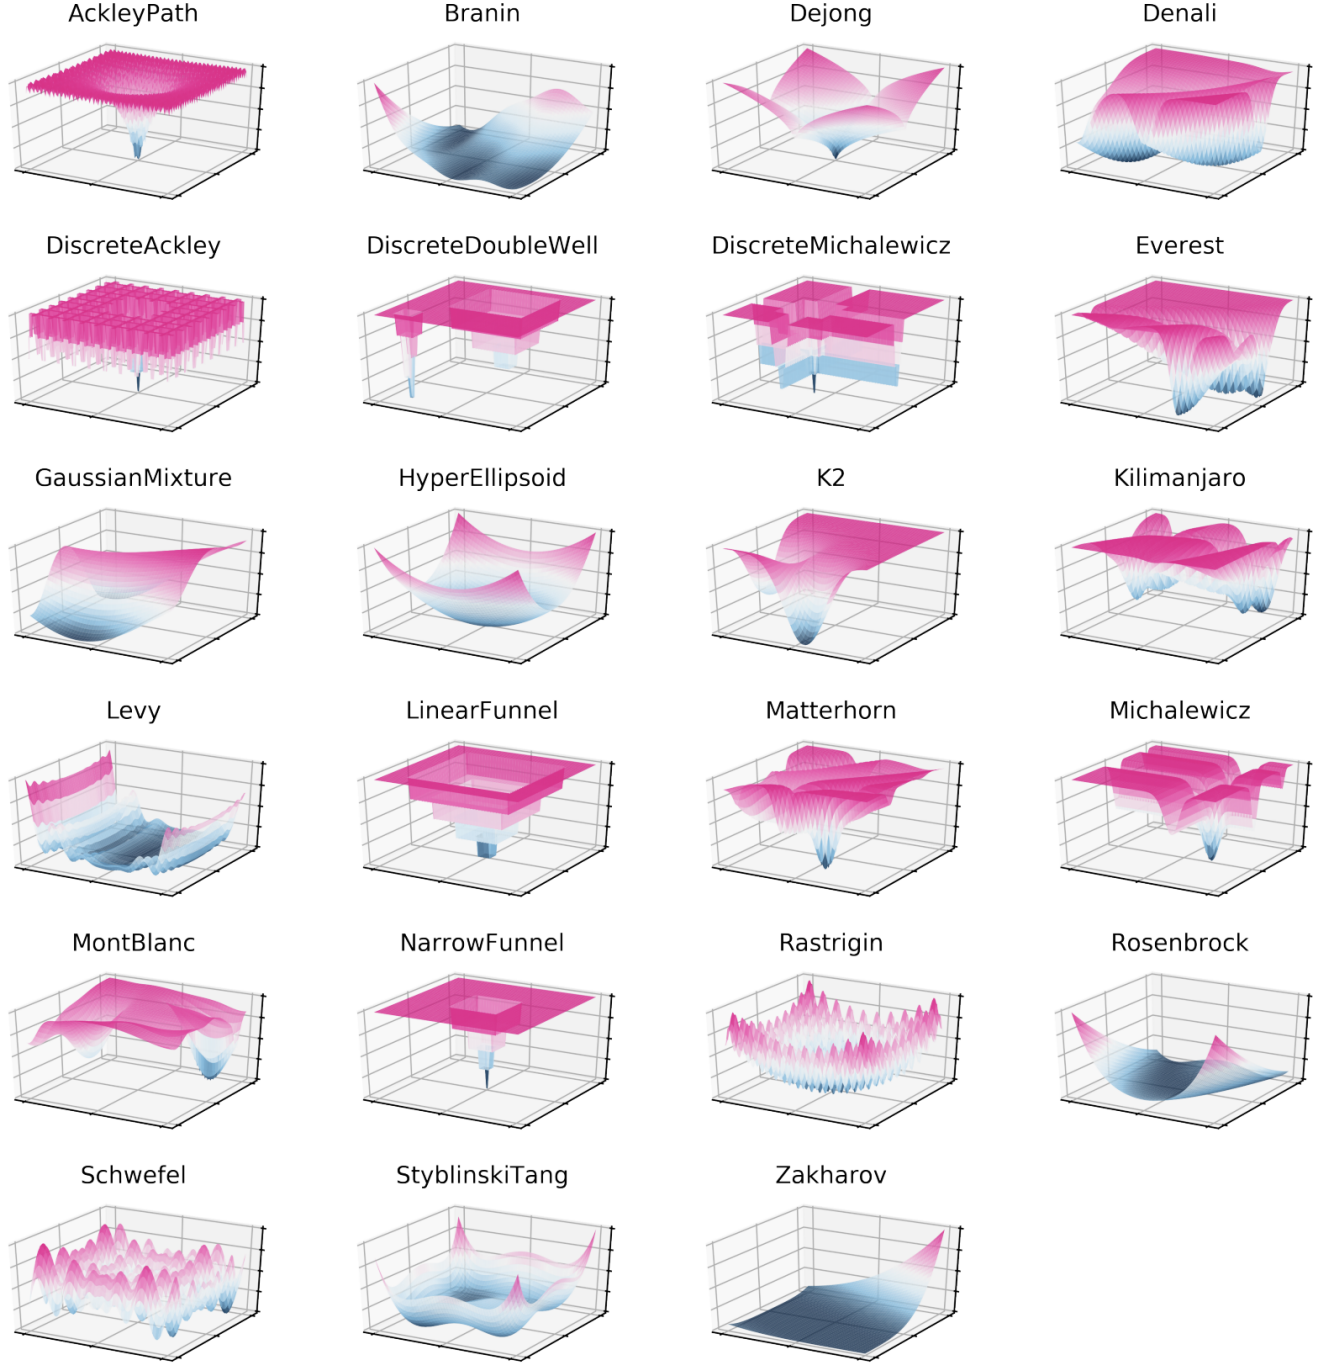 AckleyPath Branin Dejong Denali
DiscreteAckley DiscreteDoubleWell DiscreteMichalewicz Everest
GaussianMixture HyperEllipsoid K2 Kilimanjaro
Levy LinearFunnel Matterhorn Michalewicz
MontBlanc NarrowFunnel Rastrigin Rosenbrock
Schwefel StyblinskiTang Zakharov